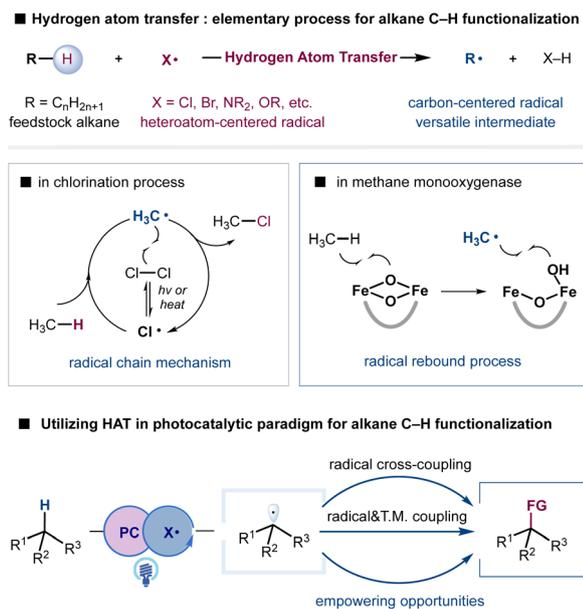 ■ Hydrogen atom transfer : elementary process for alkane C–H functionalization
R–H + X• —Hydrogen Atom Transfer→ R• + X–H
R = CₙH₂ₙ₊₁ X = Cl, Br, NR₂, OR, etc. carbon-centered radical
feedstock alkane heteroatom-centered radical versatile intermediate
■ in chlorination process
H₃C•
H₃C–Cl
Cl–Cl
hv or
heat
H₃C–H
Cl•
radical chain mechanism
■ in methane monooxygenase
H₃C–H
H₃C•
OH
O
Fe Fe
O
Fe Fe
O
radical rebound process
■ Utilizing HAT in photocatalytic paradigm for alkane C–H functionalization
radical cross-coupling
H
R¹ R² R³
PC X•
R¹ R² R³
radical&T.M. coupling
FG
R¹ R² R³
empowering opportunities